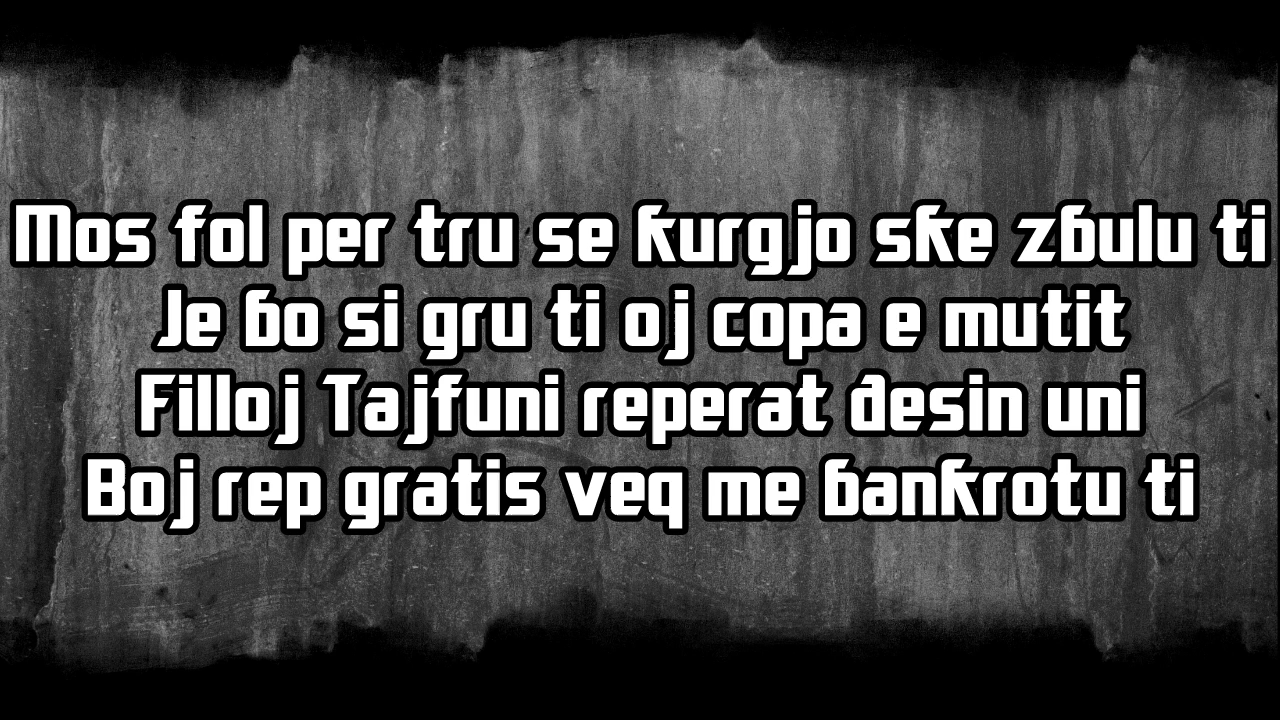 Mos fol per tru se kurgjo ske zbulu ti
Je bo si gru ti oj copa e mutit
Filloj Tajfuni reperat desin uni
Boj rep gratis veq me bankrotu ti